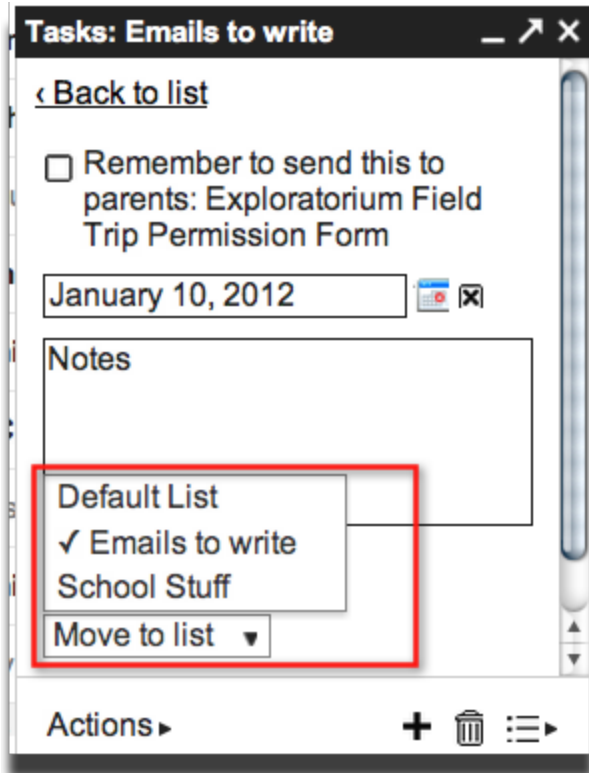 Tasks: Emails to write
‹ Back to list
Remember to send this to
parents: Exploratorium Field
Trip Permission Form
January 10, 2012
Notes
Default List
✓ Emails to write
School Stuff
Move to list
Actions